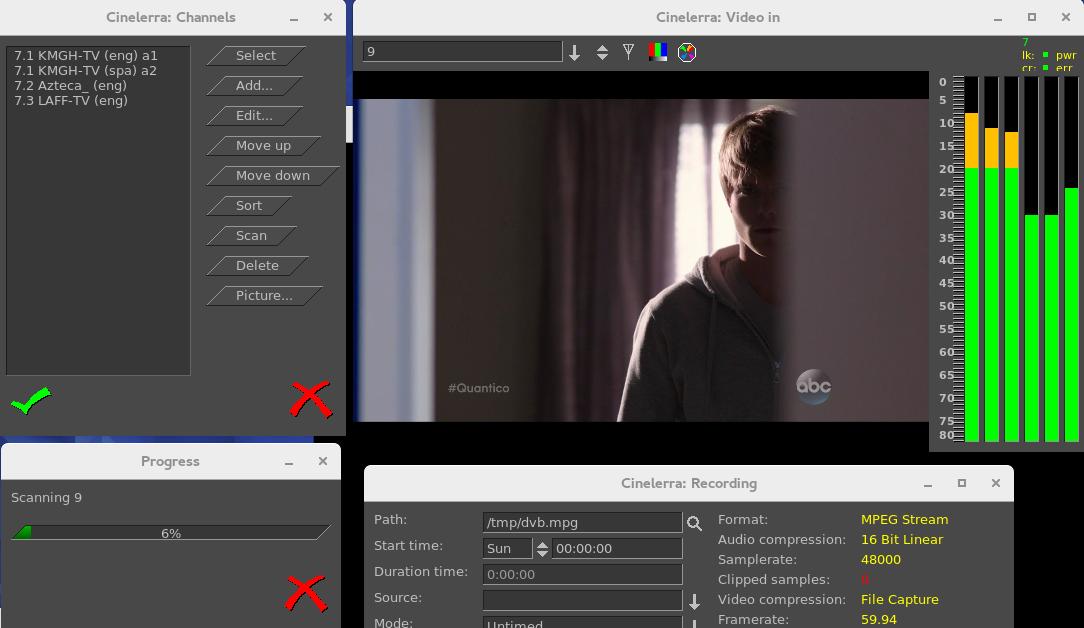 Cinelerra: Channels
7.1 KMGH-TV (eng) a1
7.1 KMGH-TV (spa) a2
7.2 Azteca_ (eng)
7.3 LAFF-TV (eng)
Select
Add...
Edit...
Move up
Move down
Sort
Scan
Delete
Picture...
Cinelerra: Video in
9
7
lk: pwr
cr: err
0
5
10
15
20
25
30
35
40
45
50
55
60
65
70
75
80
#Quantico
abc
Progress
Scanning 9
6%
Cinelerra: Recording
Path: /tmp/dvb.mpg
Start time: Sun 00:00:00
Duration time: 0:00:00
Source:
Mode: Untimed
Format: MPEG Stream
Audio compression: 16 Bit Linear
Samplerate: 48000
Clipped samples: 0
Video compression: File Capture
Framerate: 59.94